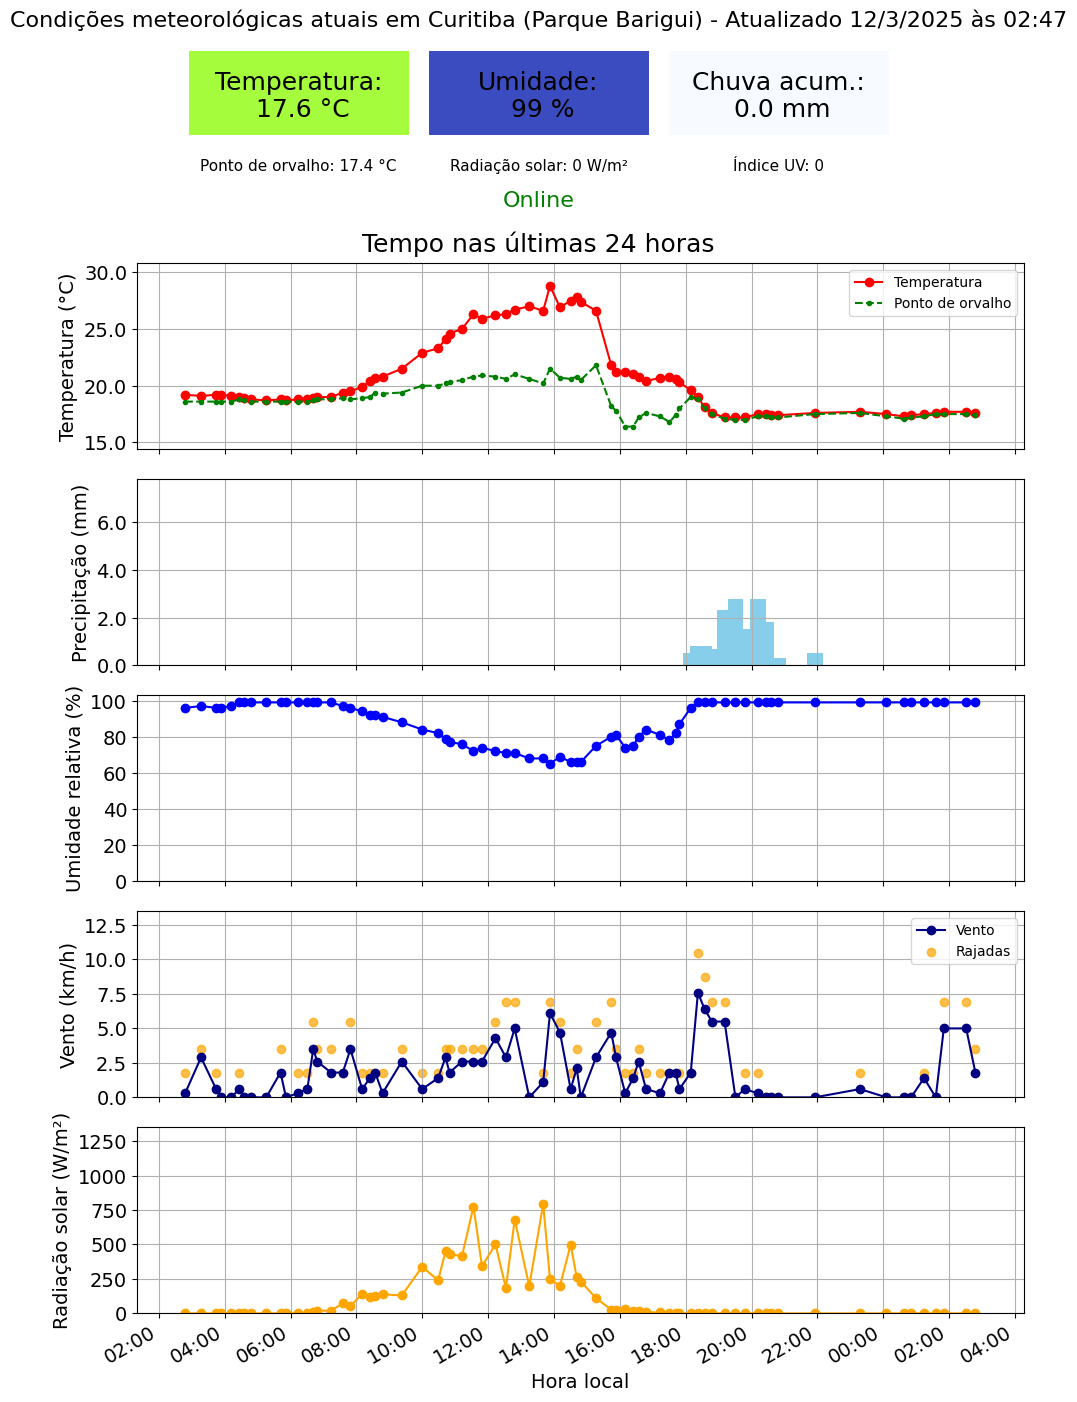 Condições meteorológicas atuais em Curitiba (Parque Barigui) - Atualizado 12/3/2025 às 02:47
Temperatura:
17.6 °C
Umidade:
99 %
Chuva acum.:
0.0 mm
Ponto de orvalho: 17.4 °C
Radiação solar: 0 W/m²
Índice UV: 0
Online
Tempo nas últimas 24 horas
Temperatura (°C)
30.0
25.0
20.0
15.0
Temperatura
Ponto de orvalho
Precipitação (mm)
6.0
4.0
2.0
0.0
Umidade relativa (%)
100
80
60
40
20
0
Vento (km/h)
12.5
10.0
7.5
5.0
2.5
0.0
Vento
Rajadas
Radiação solar (W/m²)
1250
1000
750
500
250
0
02:00
04:00
06:00
08:00
10:00
12:00
14:00
16:00
18:00
20:00
22:00
00:00
02:00
04:00
Hora local